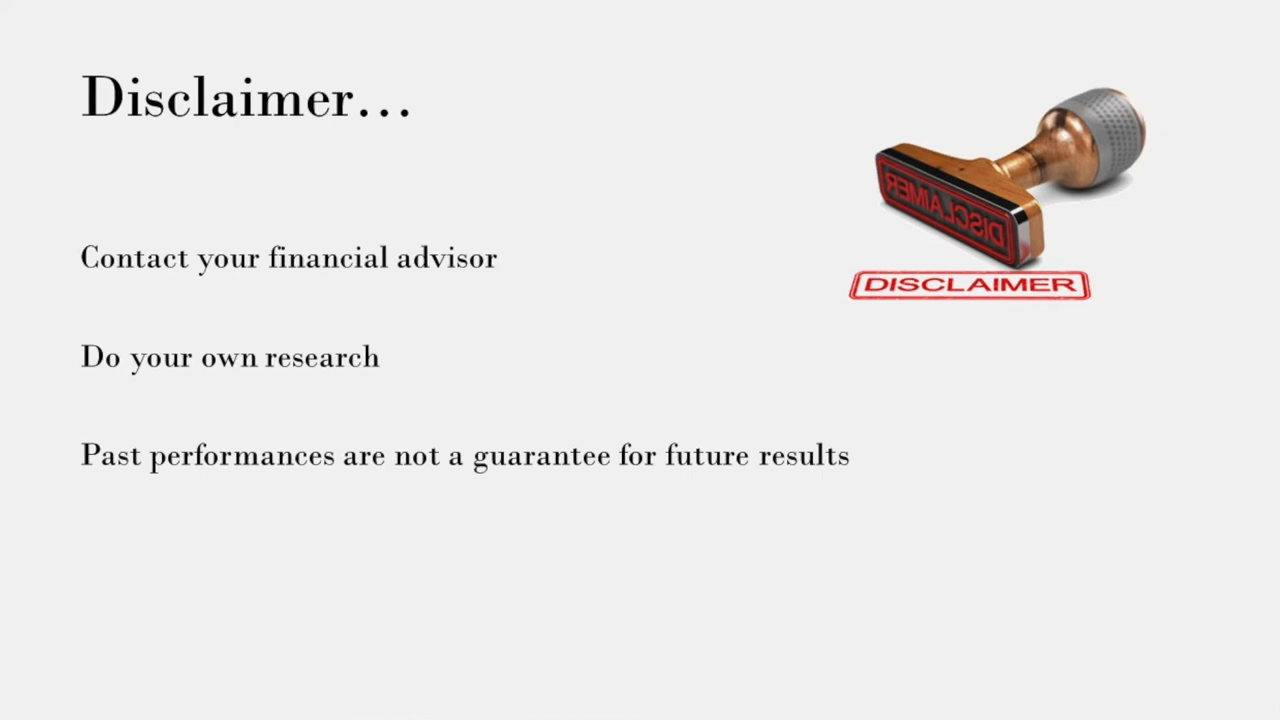 Disclaimer...
DISCLAIMER
DISCLAIMER
Contact your financial advisor
Do your own research
Past performances are not a guarantee for future results